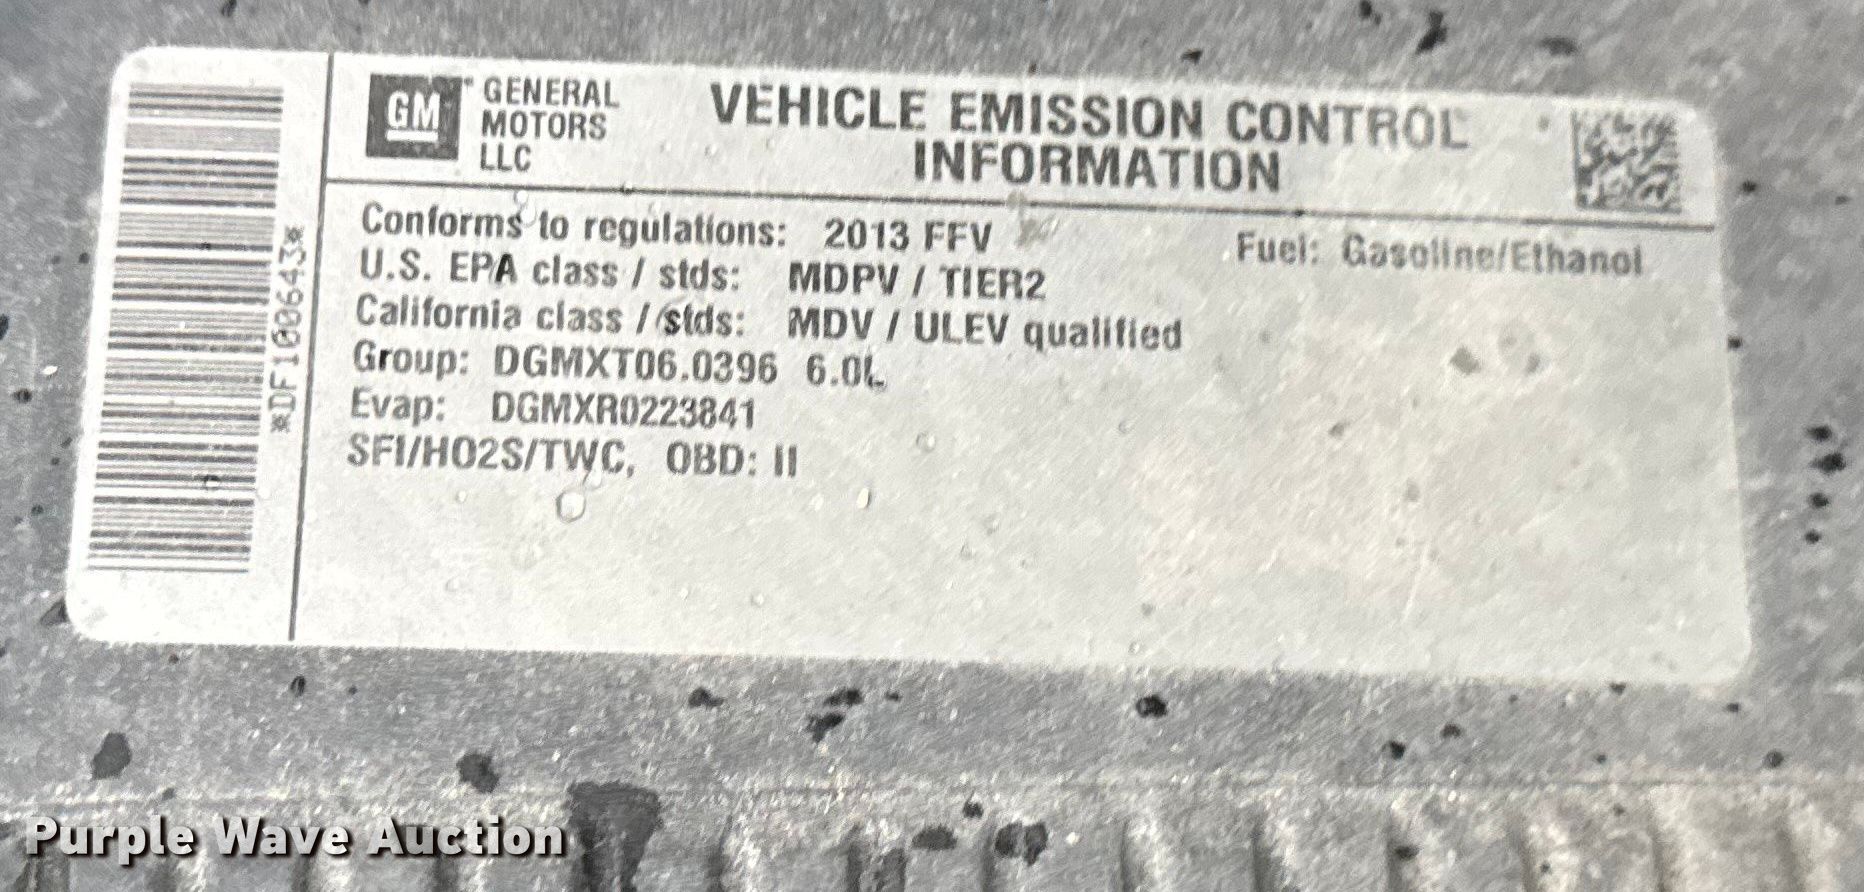 GM GENERAL
MOTORS
LLC
VEHICLE EMISSION CONTROL
INFORMATION
*DF100643*
Conforms to regulations: 2013 FFV
Fuel: Gasoline/Ethanol
U.S. EPA class / stds: MDPV / TIER2
California class / stds: MDV / ULEV qualified
Group: DGMXT06.0396 6.0L
Evap: DGMXR0223841
SFI/HO2S/TWC, OBD: II
Purple Wave Auction